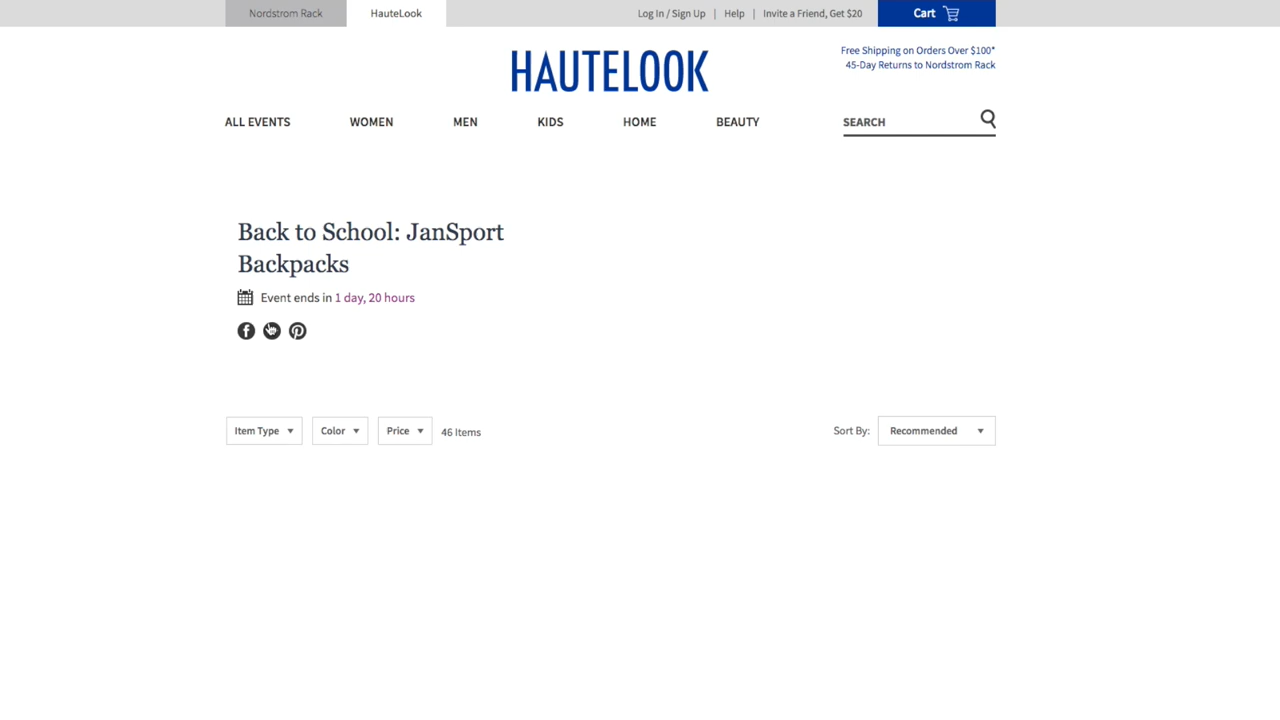 Nordstrom Rack
HauteLook
Log In / Sign Up | Help | Invite a Friend, Get $20
Cart
HAUTELOOK
Free Shipping on Orders Over $100*
45-Day Returns to Nordstrom Rack
ALL EVENTS
WOMEN
MEN
KIDS
HOME
BEAUTY
SEARCH
Back to School: JanSport
Backpacks
Event ends in 1 day, 20 hours
Item Type
Color
Price
46 Items
Sort By:
Recommended